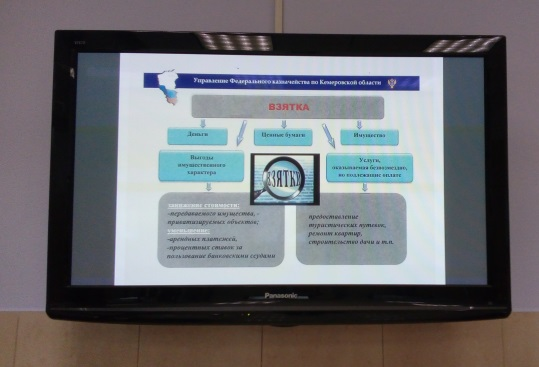 Управление Федерального казначейства по Кемеровской области
ВЗЯТКА
Деньги
Ценные бумаги
Имущество
Выгоды
имущественного
характера
ВЗЯТКИ
Услуги,
оказываемые безвозмездно,
но подлежащие оплате
занижение стоимости:
-передаваемого имущества, -
приватизируемых объектов;
уменьшение:
-арендных платежей,
-процентных ставок за
пользование банковскими ссудами
предоставление
туристических путевок,
ремонт квартир,
строительство дачи и т.п.
Panasonic